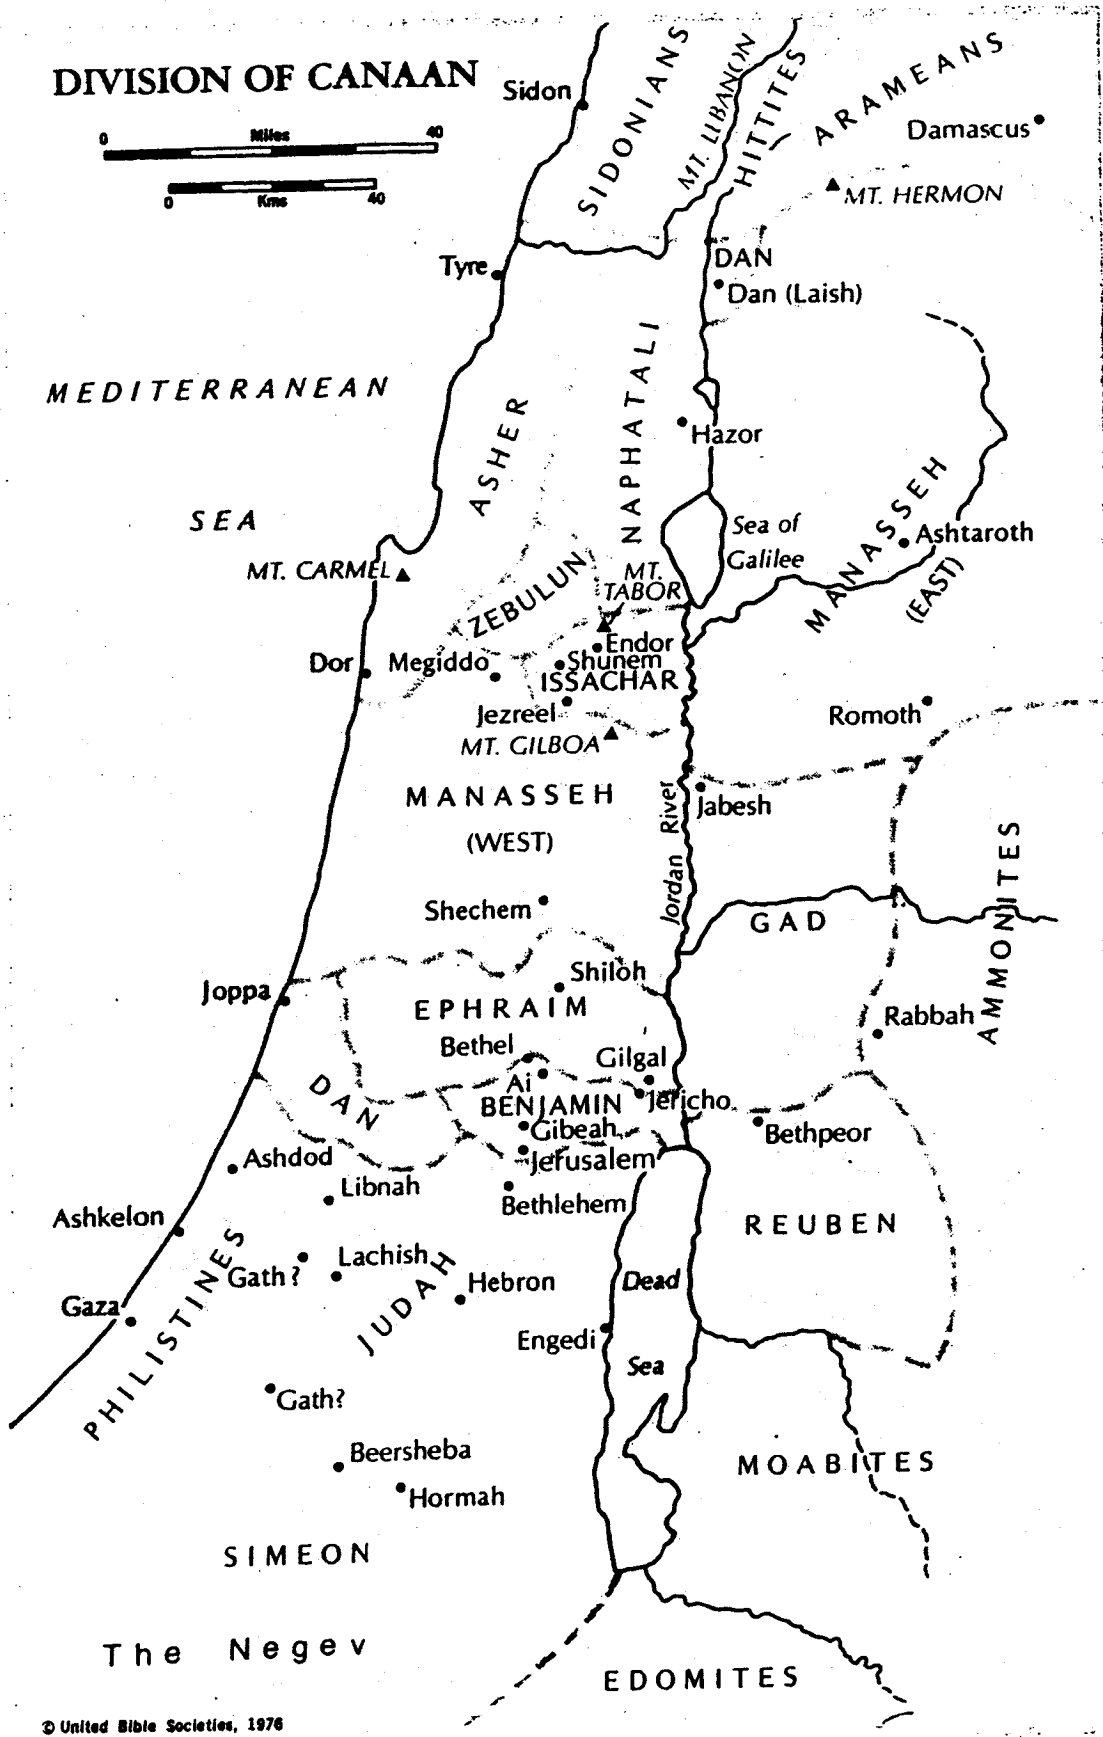 DIVISION OF CANAAN
0 Miles 40
0 Kms 40
Sidon
SIDONIANS
MT. LIBANON
HITTITES
ARAMEANS
Damascus
MT. HERMON
Tyre
DAN
Dan (Laish)
MEDITERRANEAN
SEA
ASHER
NAPHATALI
Hazor
Sea of
Galilee
MANASSEH
(EAST)
Ashtaroth
MT. CARMEL
ZEBULUN
MT.
TABOR
Endor
Dor
Megiddo
Shunem
ISSACHAR
Jezreel
MT. GILBOA
Romoth
MANASSEH
(WEST)
Jordan River
Jabesh
AMMONITES
Shechem
GAD
Joppa
Shiloh
EPHRAIM
Rabbah
Bethel
Gilgal
Ai
DAN
BENJAMIN
Jericho
Gibeah
Bethpeor
Ashdod
Jerusalem
Libnah
Bethlehem
Ashkelon
REUBEN
PHILISTINES
Gath?
Lachish
JUDAH
Hebron
Dead
Sea
Gaza
Engedi
Gath?
Beersheba
MOABITES
Hormah
SIMEON
The Negev
EDOMITES
© United Bible Societies, 1976